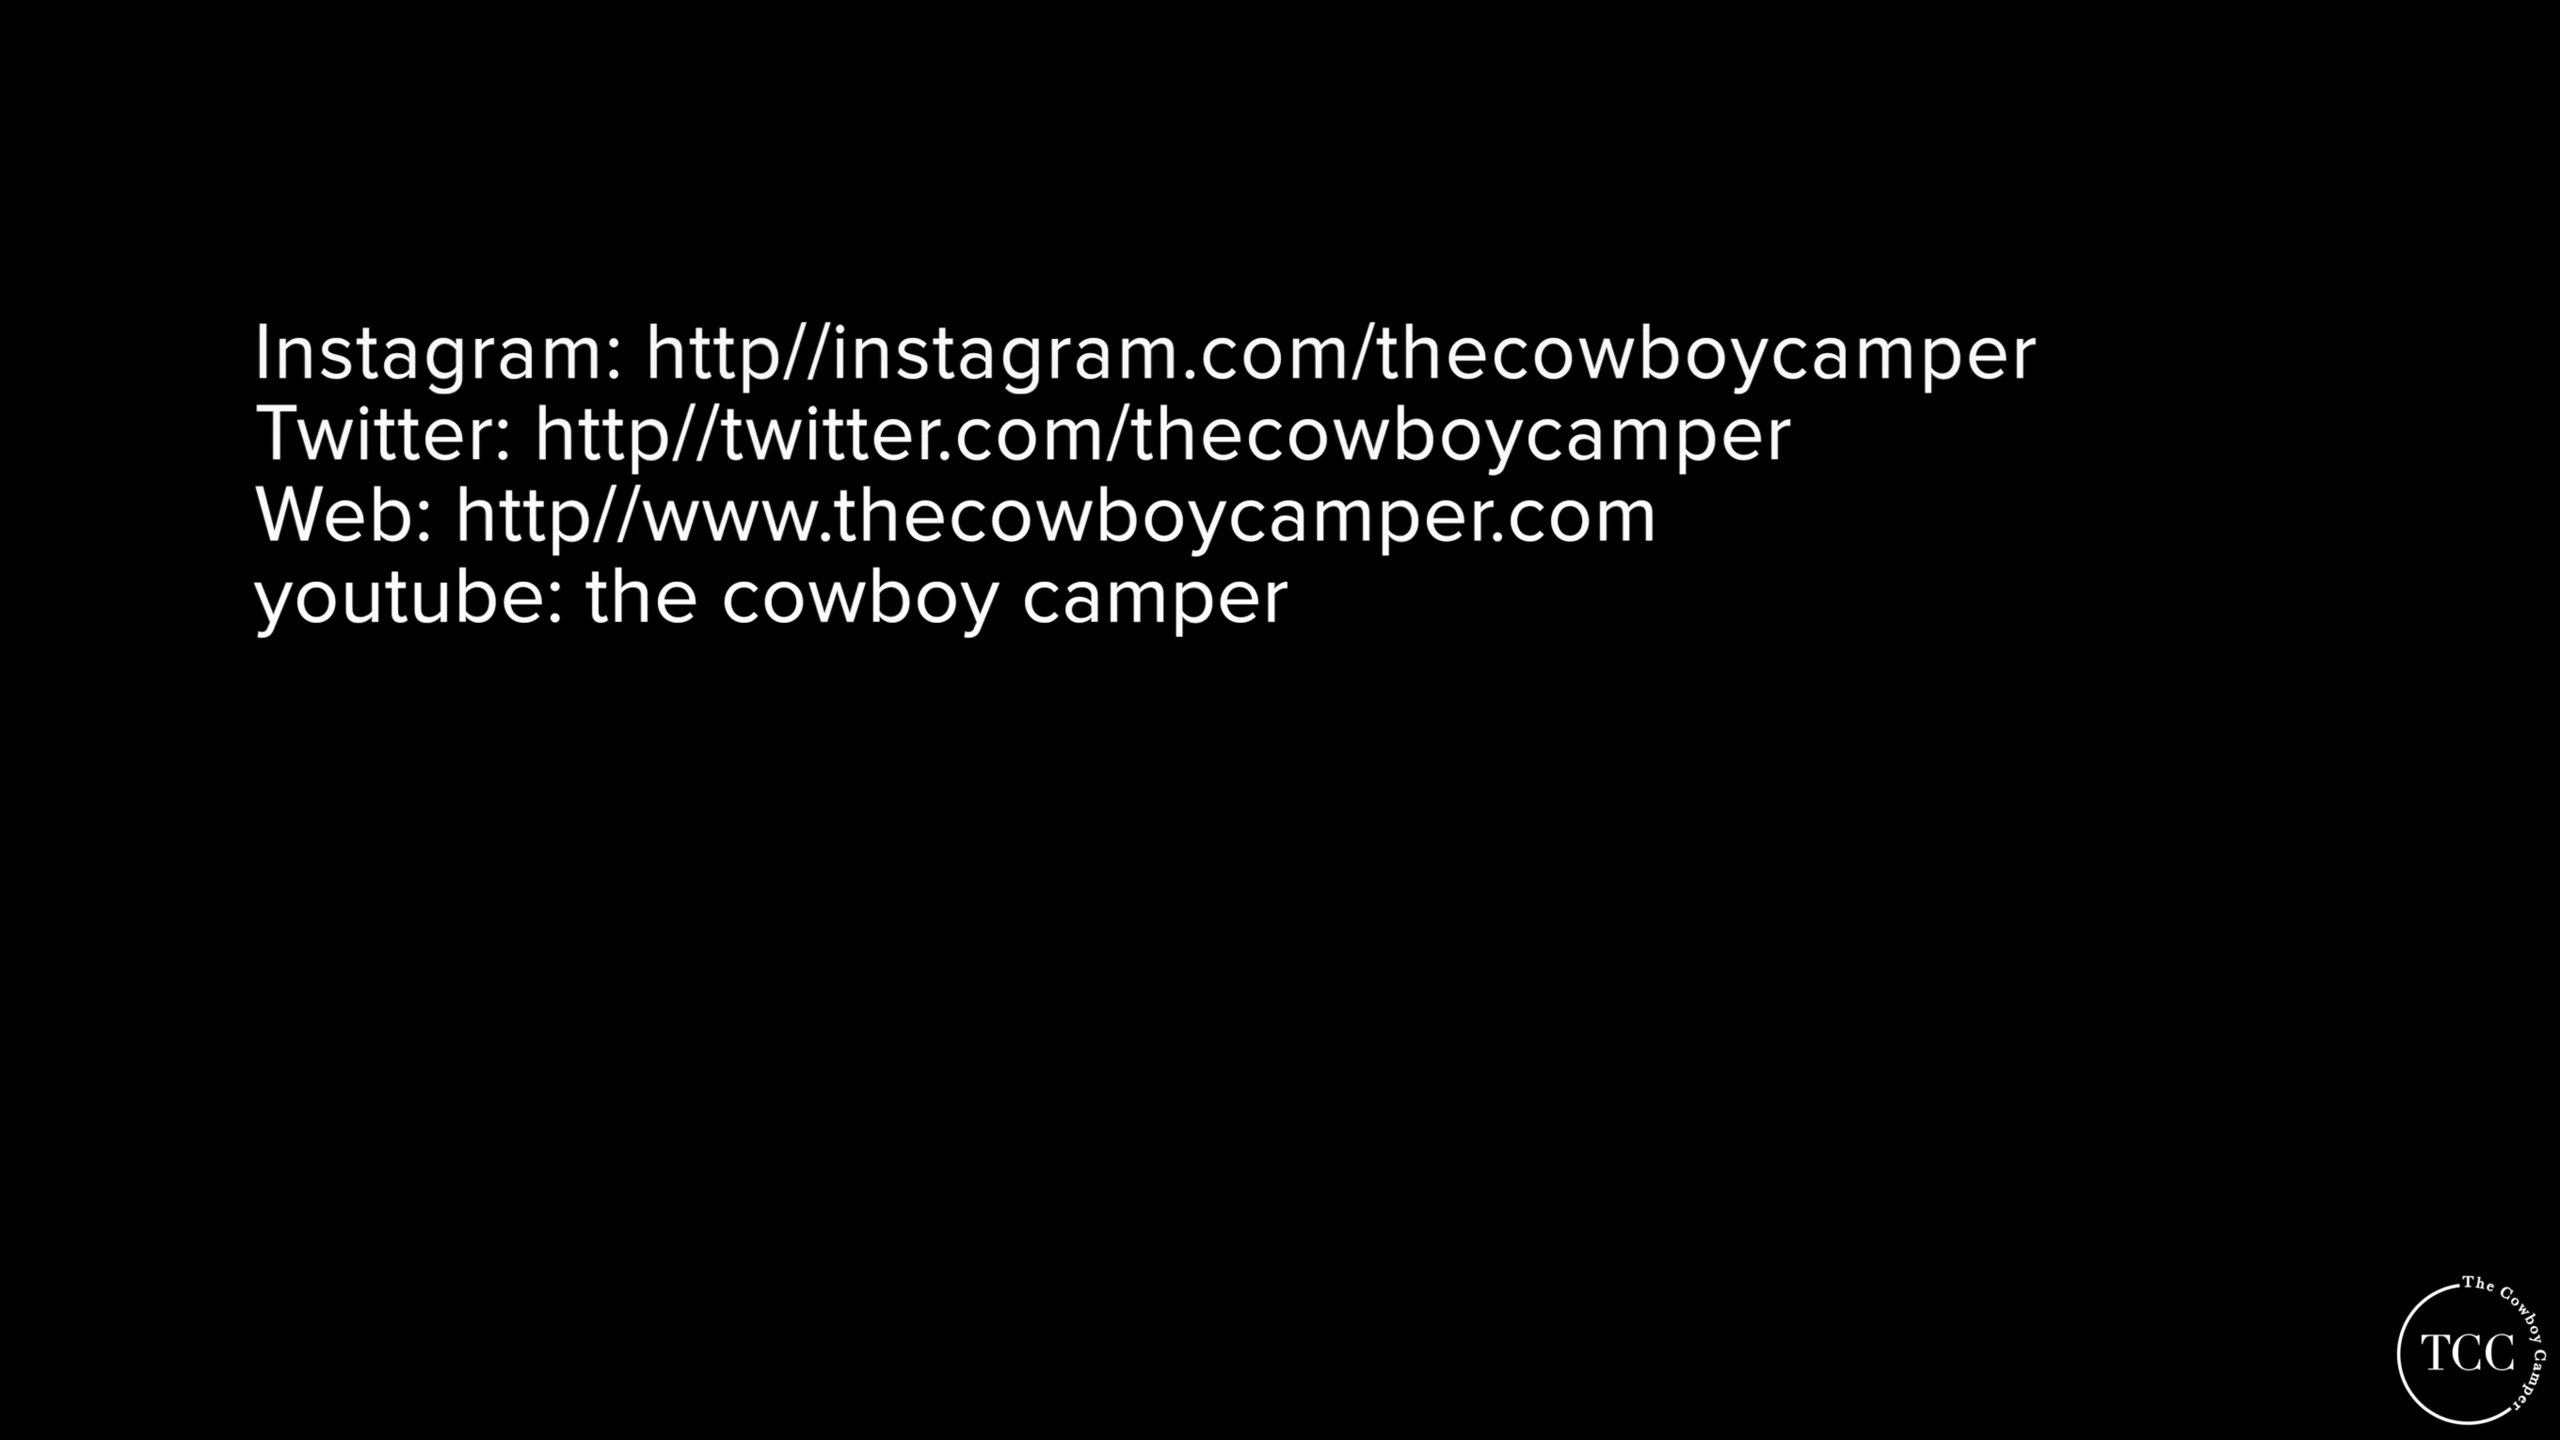 Instagram: http//instagram.com/thecowboycamper
Twitter: http//twitter.com/thecowboycamper
Web: http//www.thecowboycamper.com
youtube: the cowboy camper
The Cowboy Camper
TCC